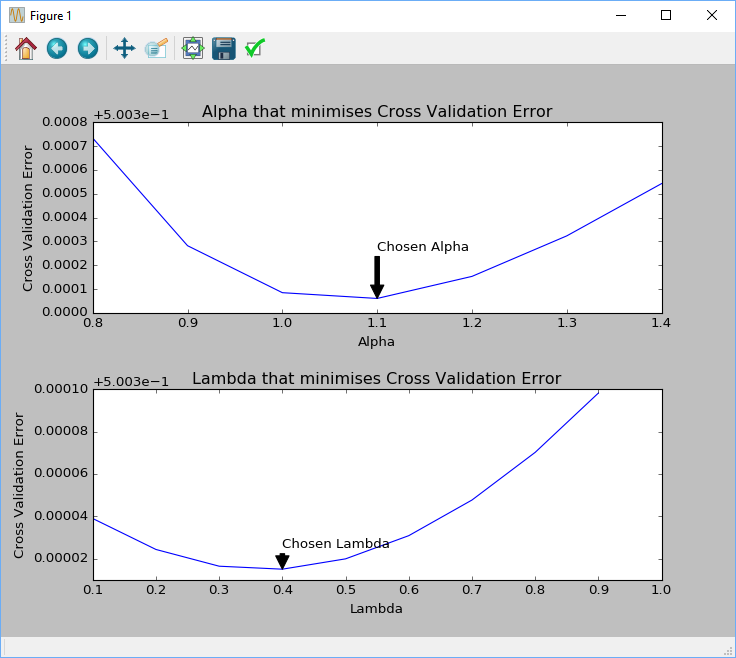 Figure 1
+5.003e−1
Alpha that minimises Cross Validation Error
0.0008
0.0007
0.0006
0.0005
0.0004
0.0003
0.0002
0.0001
0.0000
Cross Validation Error
Chosen Alpha
0.8 0.9 1.0 1.1 1.2 1.3 1.4
Alpha
+5.003e−1
Lambda that minimises Cross Validation Error
0.00010
0.00008
0.00006
0.00004
0.00002
Cross Validation Error
Chosen Lambda
0.1 0.2 0.3 0.4 0.5 0.6 0.7 0.8 0.9 1.0
Lambda